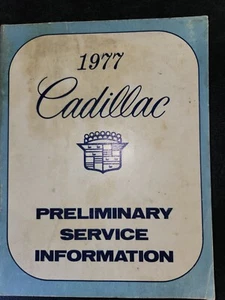 1977
Cadillac
PRELIMINARY
SERVICE
INFORMATION